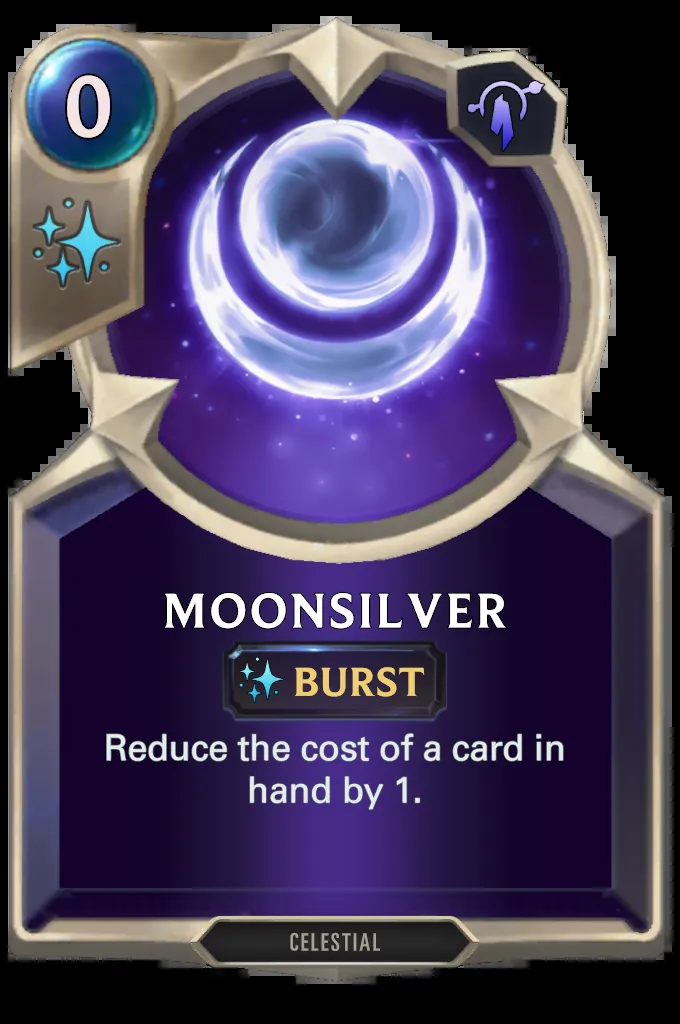 0
MOONSILVER
BURST
Reduce the cost of a card in
hand by 1.
CELESTIAL